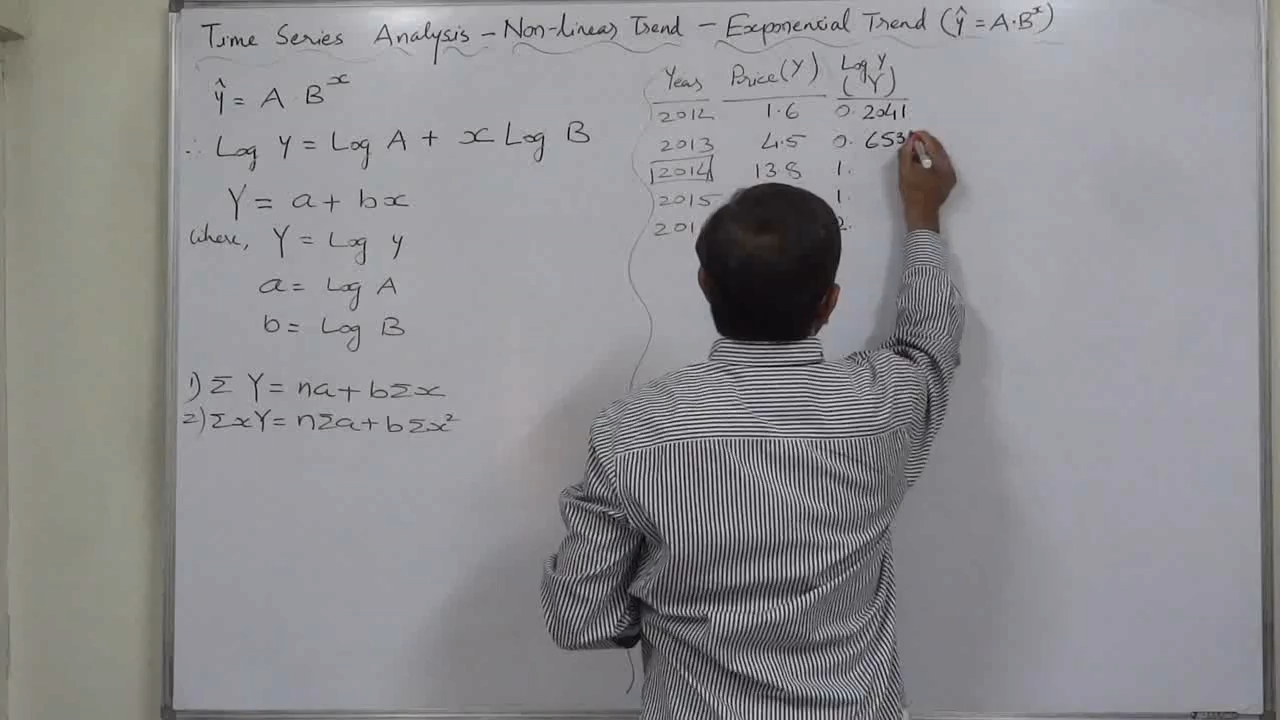 Time Series Analysis – Non-linear Trend – Exponential Trend (ŷ = A·Bˣ)
ŷ = A · Bˣ
∴ Log y = Log A + x Log B
Y = a + bx
where, Y = Log y
a = Log A
b = Log B
1) Σ Y = na + bΣx
2) ΣxY = nΣa + bΣx²
Year Price (Y) Log y (Y)
2012 1.6 0.2041
2013 4.5 0.653
2014 13.8 1.
2015 1.
201 2.